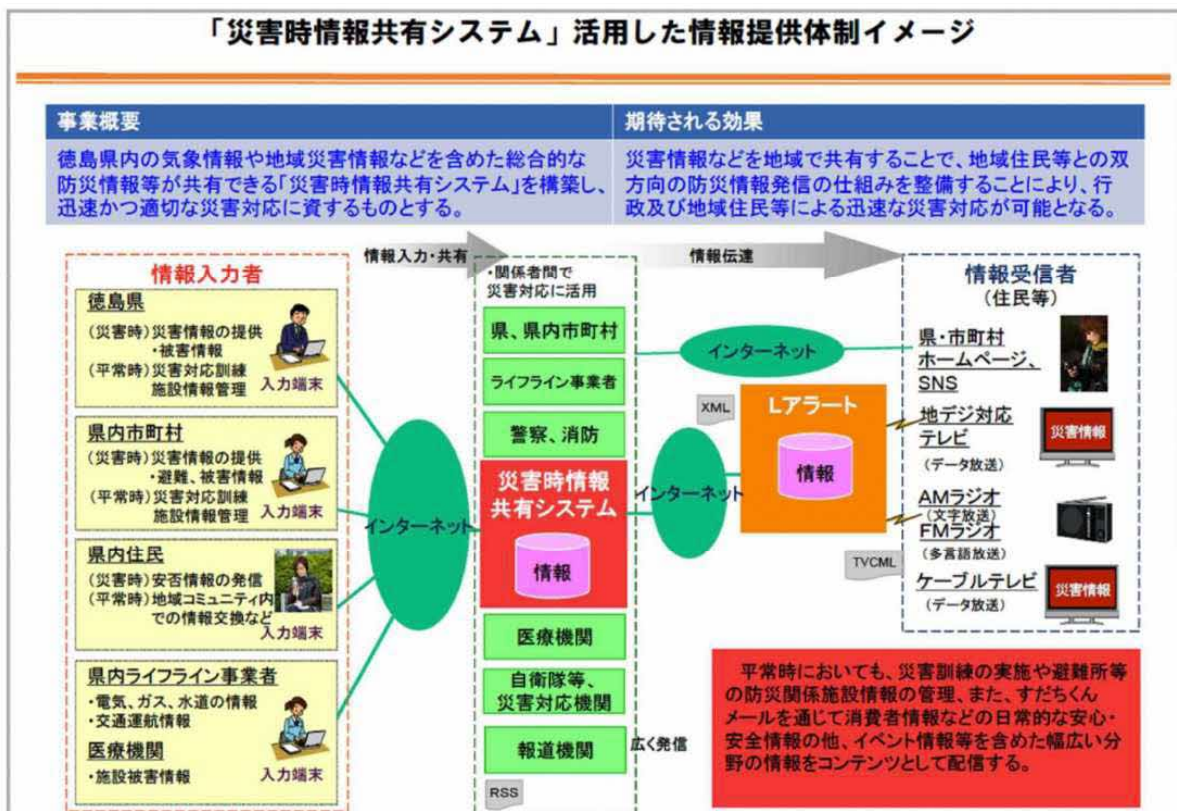 「災害時情報共有システム」活用した情報提供体制イメージ
事業概要
徳島県内の気象情報や地域災害情報などを含めた総合的な
防災情報等が共有できる「災害時情報共有システム」を構築し、
迅速かつ適切な災害対応に資するものとする。
期待される効果
災害情報などを地域で共有することで、地域住民等との双
方向の防災情報発信の仕組みを整備することにより、行
政及び地域住民等による迅速な災害対応が可能となる。
情報入力・共有
情報伝達
情報入力者
徳島県
(災害時)災害情報の提供
・被害情報
(平常時)災害対応訓練
施設情報管理
入力端末
県内市町村
(災害時)災害情報の提供
・避難、被害情報
(平常時)災害対応訓練
施設情報管理
入力端末
県内住民
(災害時)安否情報の発信
(平常時)地域コミュニティ内
での情報交換など
入力端末
県内ライフライン事業者
・電気、ガス、水道の情報
・交通運航情報
医療機関
・施設被害情報
入力端末
インターネット
・関係者間で
災害対応に活用
県、県内市町村
ライフライン事業者
警察、消防
災害時情報
共有システム
情報
医療機関
自衛隊等、
災害対応機関
報道機関
広く発信
RSS
インターネット
インターネット
XML
Lアラート
情報
TVCML
情報受信者
(住民等)
県・市町村
ホームページ、
SNS
地デジ対応
テレビ
(データ放送)
災害情報
AMラジオ
(文字放送)
FMラジオ
(多言語放送)
ケーブルテレビ
(データ放送)
災害情報
平常時においても、災害訓練の実施や避難所等
の防災関係施設情報の管理、また、すだちくん
メールを通じて消費者情報などの日常的な安心・
安全情報の他、イベント情報等を含めた幅広い分
野の情報をコンテンツとして配信する。